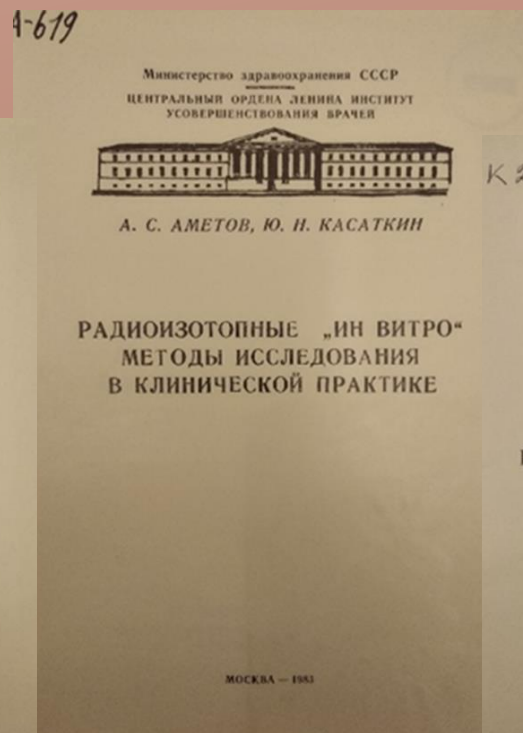 А-619
Министерство здравоохранения СССР
ЦЕНТРАЛЬНЫЙ ОРДЕНА ЛЕНИНА ИНСТИТУТ
УСОВЕРШЕНСТВОВАНИЯ ВРАЧЕЙ
А. С. АМЕТОВ, Ю. Н. КАСАТКИН
РАДИОИЗОТОПНЫЕ „ИН ВИТРО“
МЕТОДЫ ИССЛЕДОВАНИЯ
В КЛИНИЧЕСКОЙ ПРАКТИКЕ
МОСКВА — 1983